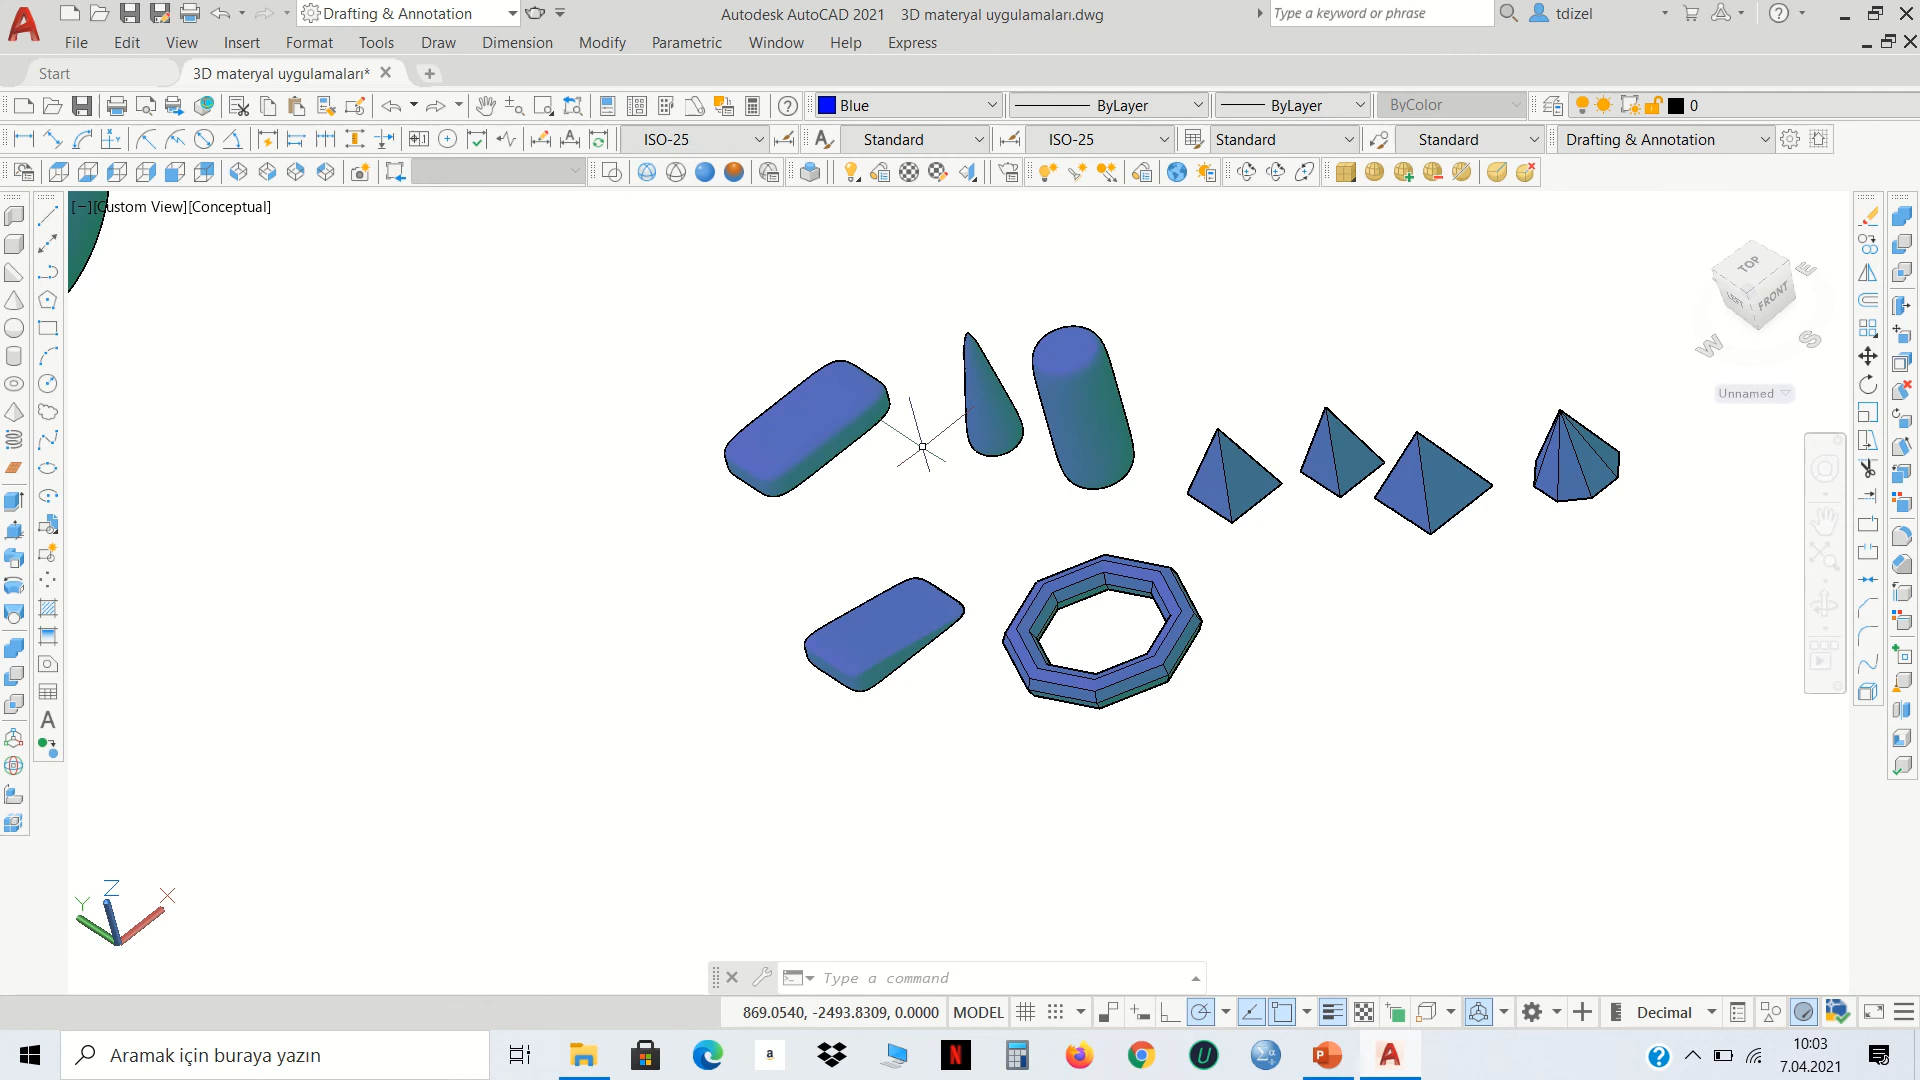 Drafting & Annotation
Autodesk AutoCAD 2021 3D materyal uygulamaları.dwg
Type a keyword or phrase
tdizel
File Edit View Insert Format Tools Draw Dimension Modify Parametric Window Help Express
Start
3D materyal uygulamaları*
Blue
ByLayer
ByLayer
ByColor
0
ISO-25
Standard
ISO-25
Standard
Standard
Drafting & Annotation
[−][Custom View][Conceptual]
TOP
LEFT
FRONT
E
W
S
Unnamed
A
Z
Y
X
Type a command
869.0540, -2493.8309, 0.0000
MODEL
Decimal
Aramak için buraya yazın
10:03
7.04.2021